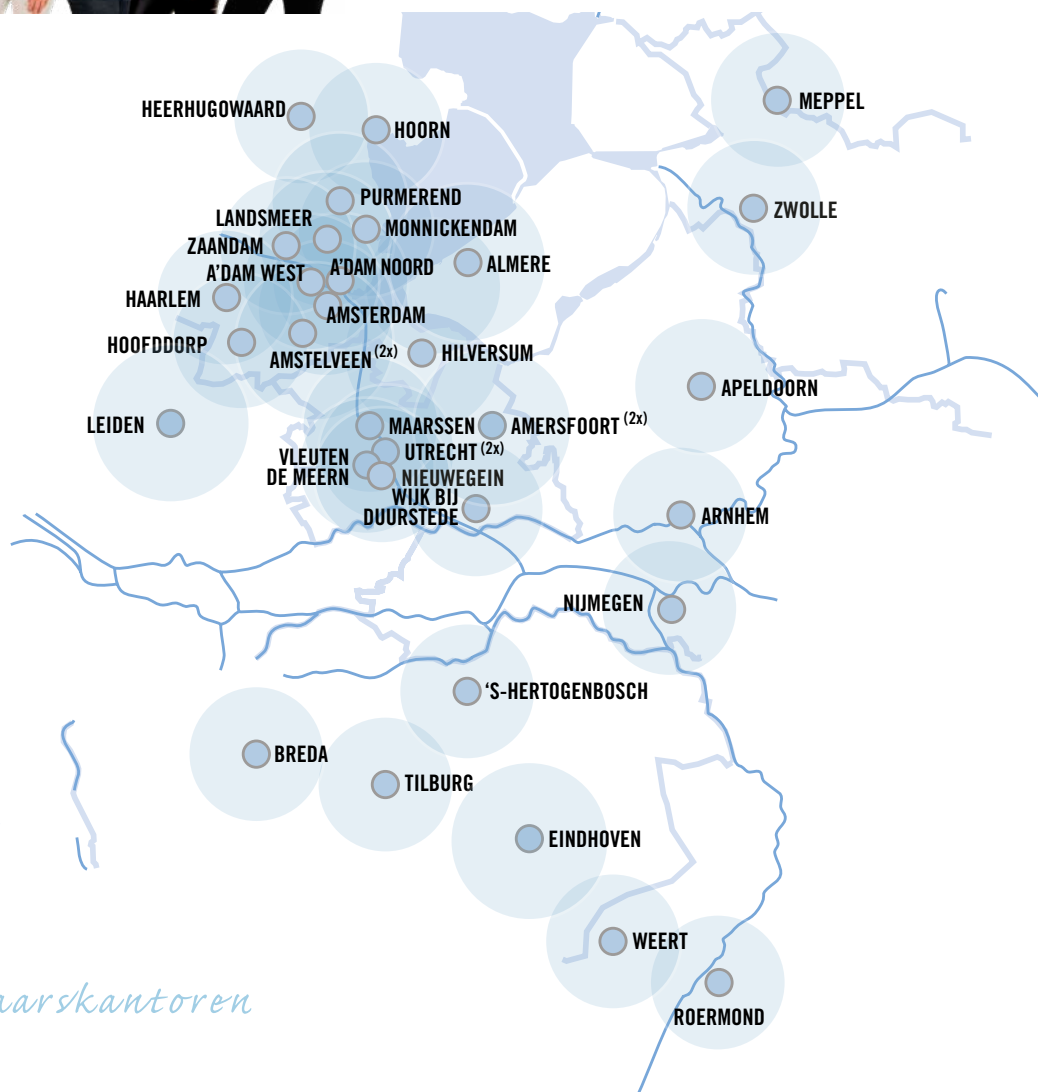 HEERHUGOWAARD
HOORN
MEPPEL
PURMEREND
ZWOLLE
LANDSMEER
MONNICKENDAM
ZAANDAM
A'DAM WEST
A'DAM NOORD
ALMERE
HAARLEM
AMSTERDAM
HOOFDDORP
AMSTELVEEN (2x)
HILVERSUM
APELDOORN
LEIDEN
MAARSSEN
AMERSFOORT (2x)
UTRECHT (2x)
VLEUTEN
DE MEERN
NIEUWEGEIN
WIJK BIJ
DUURSTEDE
ARNHEM
NIJMEGEN
'S-HERTOGENBOSCH
BREDA
TILBURG
EINDHOVEN
WEERT
aarskantoren
ROERMOND